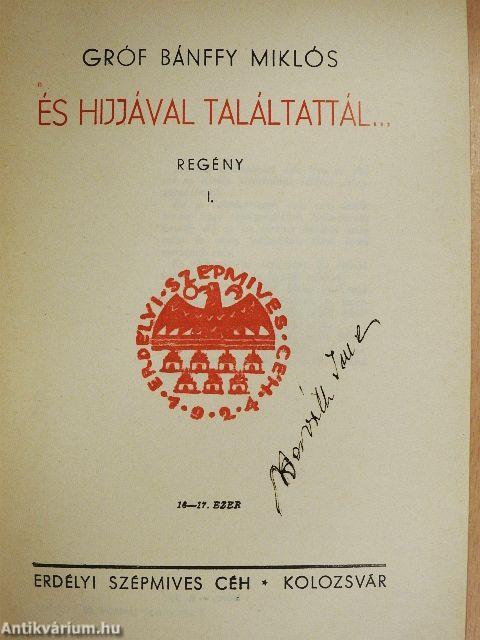 GRÓF BÁNFFY MIKLÓS
ÉS HIJJÁVAL TALÁLTATTÁL...
REGÉNY
I.
ERDÉLYI · SZÉPMIVES · CÉH · 1924
Horváth
16—17. EZER
ERDÉLYI SZÉPMIVES CÉH ★ KOLOZSVÁR
Antikvárium.hu